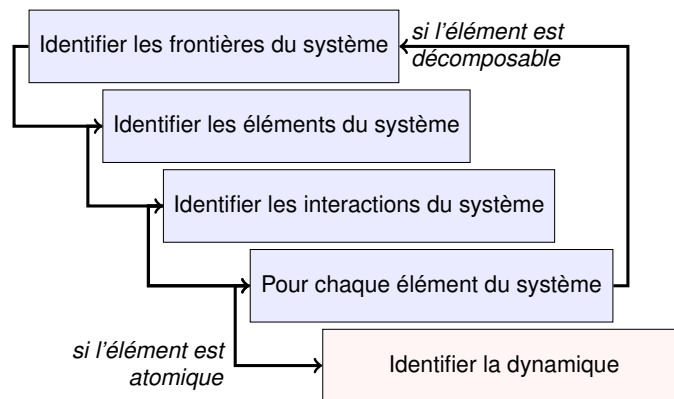 Identifier les frontières du système
si l'élément est
décomposable
Identifier les éléments du système
Identifier les interactions du système
Pour chaque élément du système
si l'élément est
atomique
Identifier la dynamique